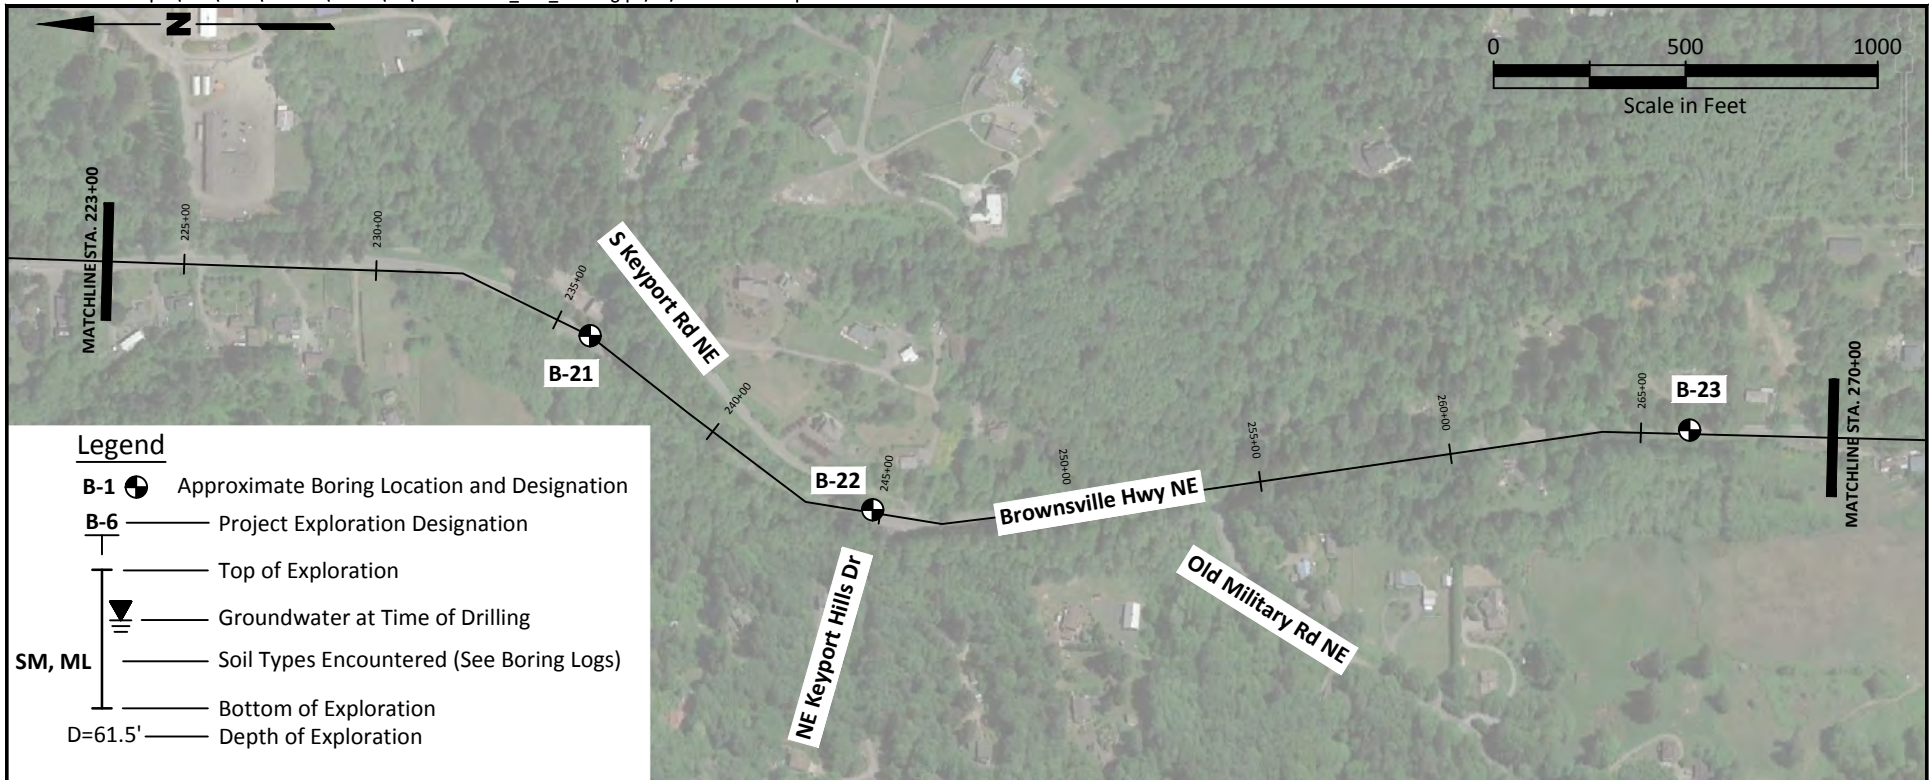 N
0 500 1000
Scale in Feet
MATCHLINE STA. 223+00
225+00
230+00
235+00
S Keyport Rd NE
B-21
240+00
B-22
245+00
250+00
Brownsville Hwy NE
255+00
260+00
265+00
B-23
MATCHLINE STA. 270+00
NE Keyport Hills Dr
Old Military Rd NE
Legend
B-1 Approximate Boring Location and Designation
B-6 Project Exploration Designation
Top of Exploration
Groundwater at Time of Drilling
SM, ML Soil Types Encountered (See Boring Logs)
Bottom of Exploration
D=61.5' Depth of Exploration